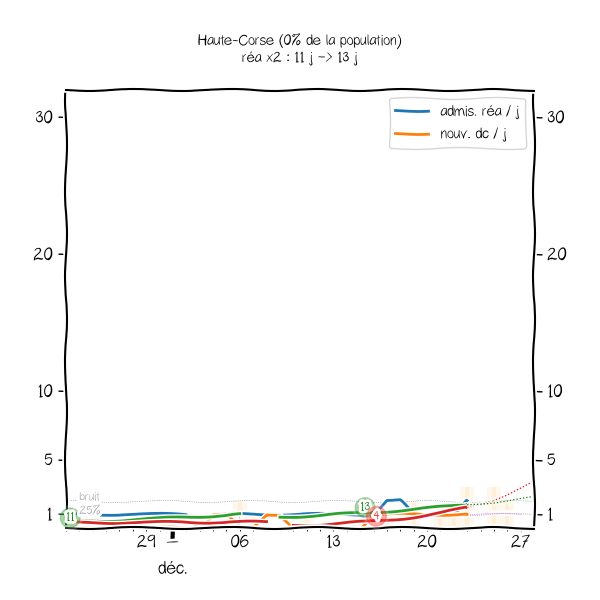 Haute-Corse (0% de la population)
réa x2 : 11 j -> 13 j
admis. réa / j
nouv. dc / j
30 30
20 20
10 10
5 5
bruit
25%
11 13 4
1 1
29 06 13 20 27
déc.